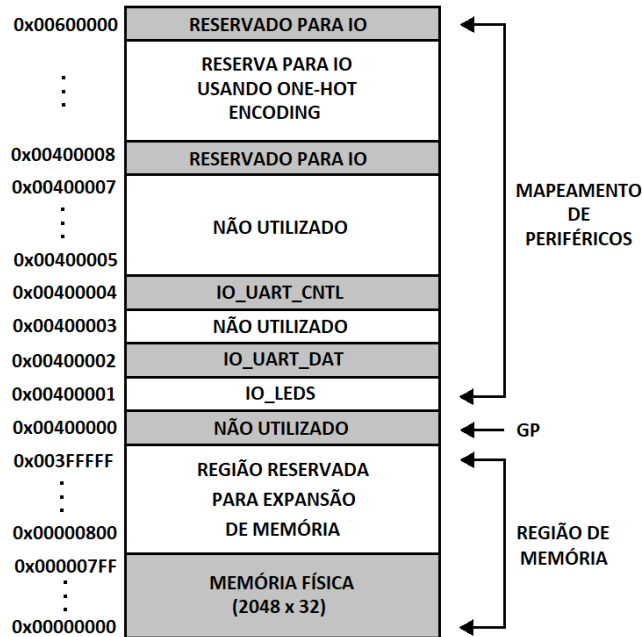 0x00600000 RESERVADO PARA IO
RESERVA PARA IO
USANDO ONE-HOT
ENCODING
0x00400008 RESERVADO PARA IO
0x00400007
NÃO UTILIZADO
0x00400005
0x00400004 IO_UART_CNTL
0x00400003 NÃO UTILIZADO
0x00400002 IO_UART_DAT
0x00400001 IO_LEDS
0x00400000 NÃO UTILIZADO
0x003FFFFF
REGIÃO RESERVADA
PARA EXPANSÃO
DE MEMÓRIA
0x00000800
0x000007FF
MEMÓRIA FÍSICA
(2048 x 32)
0x00000000
MAPEAMENTO
DE
PERIFÉRICOS
GP
REGIÃO DE
MEMÓRIA